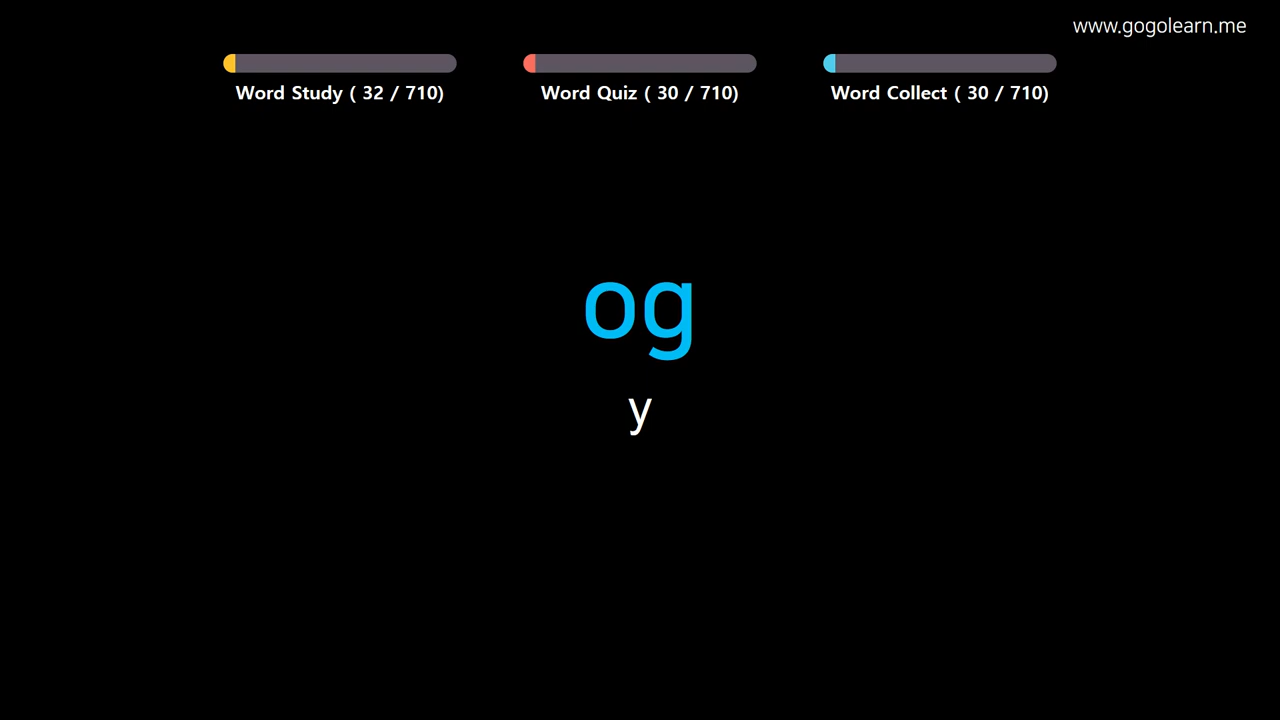 www.gogolearn.me
Word Study ( 32 / 710)
Word Quiz ( 30 / 710)
Word Collect ( 30 / 710)
og
y